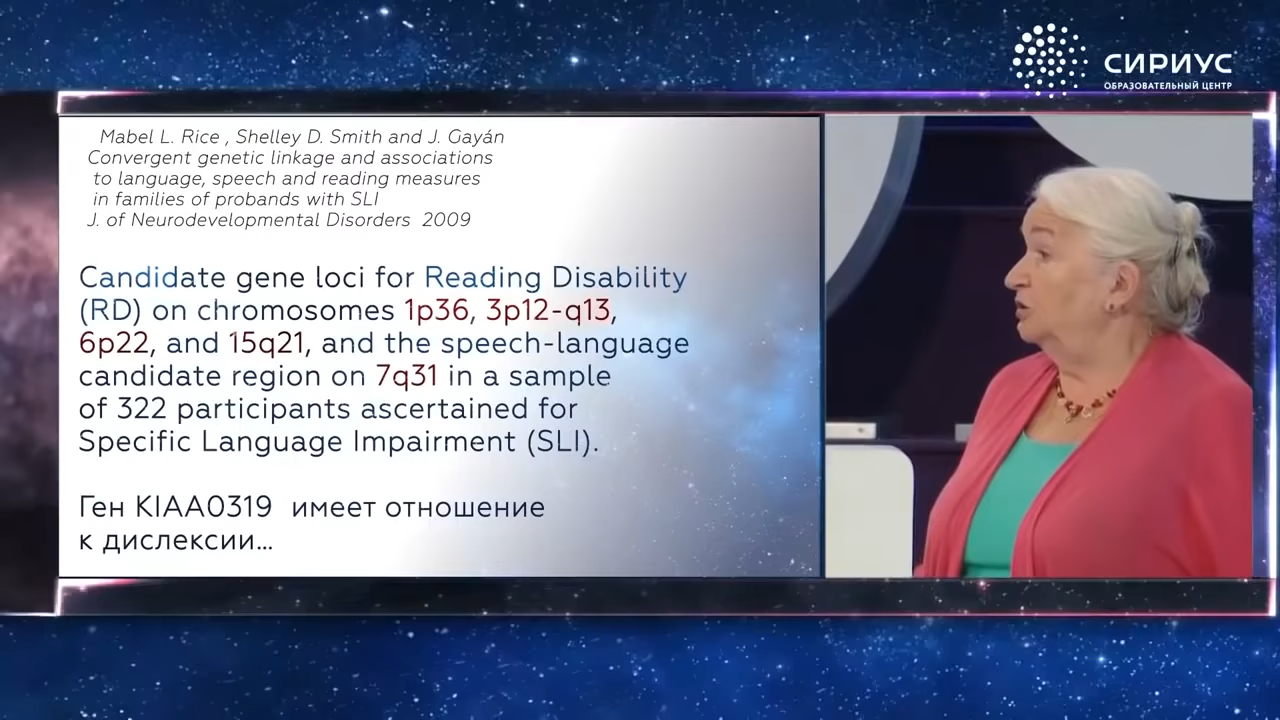 СИРИУС
ОБРАЗОВАТЕЛЬНЫЙ ЦЕНТР
Mabel L. Rice , Shelley D. Smith and J. Gayán
Convergent genetic linkage and associations
to language, speech and reading measures
in families of probands with SLI
J. of Neurodevelopmental Disorders 2009
Candidate gene loci for Reading Disability
(RD) on chromosomes 1p36, 3p12-q13,
6p22, and 15q21, and the speech-language
candidate region on 7q31 in a sample
of 322 participants ascertained for
Specific Language Impairment (SLI).
Ген KIAA0319 имеет отношение
к дислексии...